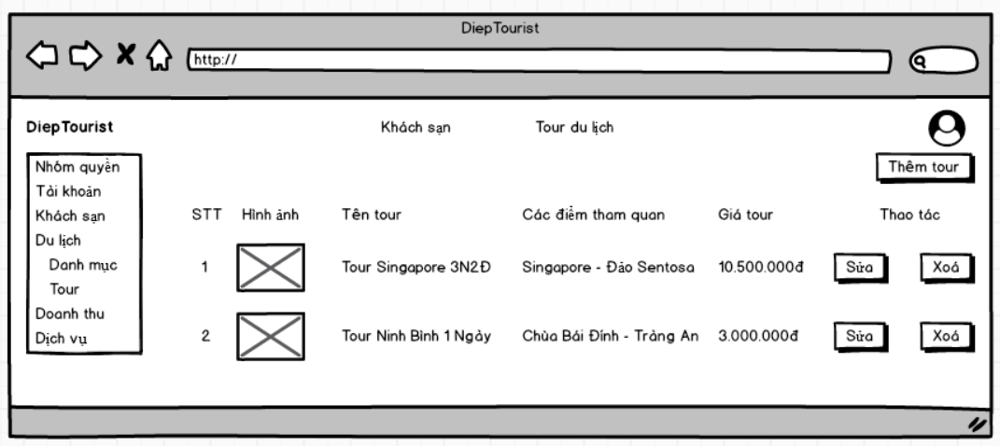 DiepTourist
http://
DiepTourist
Khách sạn
Tour du lịch
Thêm tour
Nhóm quyền
Tài khoản
Khách sạn
Du lịch
Danh mục
Tour
Doanh thu
Dịch vụ
STT Hình ảnh Tên tour Các điểm tham quan Giá tour Thao tác
1 Tour Singapore 3N2Đ Singapore - Đảo Sentosa 10.500.000đ Sửa Xoá
2 Tour Ninh Bình 1 Ngày Chùa Bái Đính - Tràng An 3.000.000đ Sửa Xoá